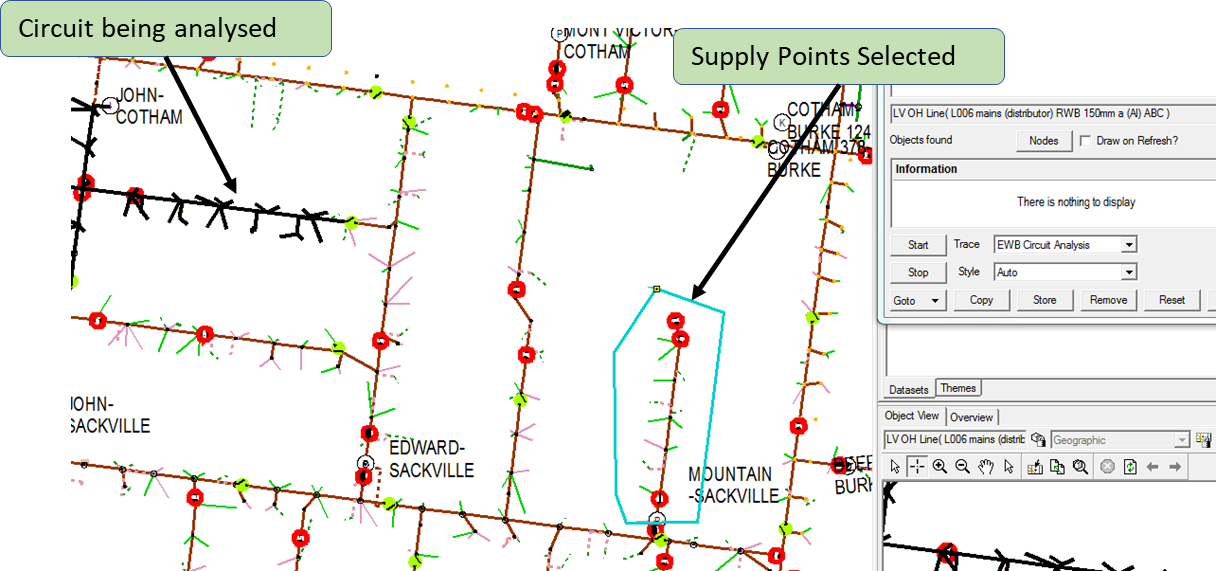 Circuit being analysed
Supply Points Selected
MONT VICTOR-
COTHAM
JOHN-
COTHAM
COTHAM
BURKE 124
COTHAM 378
BURKE
K
P
JOHN-
SACKVILLE
EDWARD-
SACKVILLE
MOUNTAIN
-SACKVILLE
P
BURK
LV OH Line( L006 mains (distributor) RWB 150mm a (Al) ABC )
Objects found
Nodes
Draw on Refresh?
Information
There is nothing to display
Start
Trace
EWB Circuit Analysis
Stop
Style
Auto
Goto
Copy
Store
Remove
Reset
Datasets
Themes
Object View
Overview
LV OH Line( L006 mains (distrib
Geographic